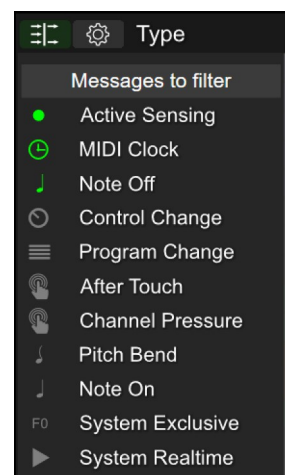 Type
Messages to filter
Active Sensing
MIDI Clock
Note Off
Control Change
Program Change
After Touch
Channel Pressure
Pitch Bend
Note On
F0 System Exclusive
System Realtime